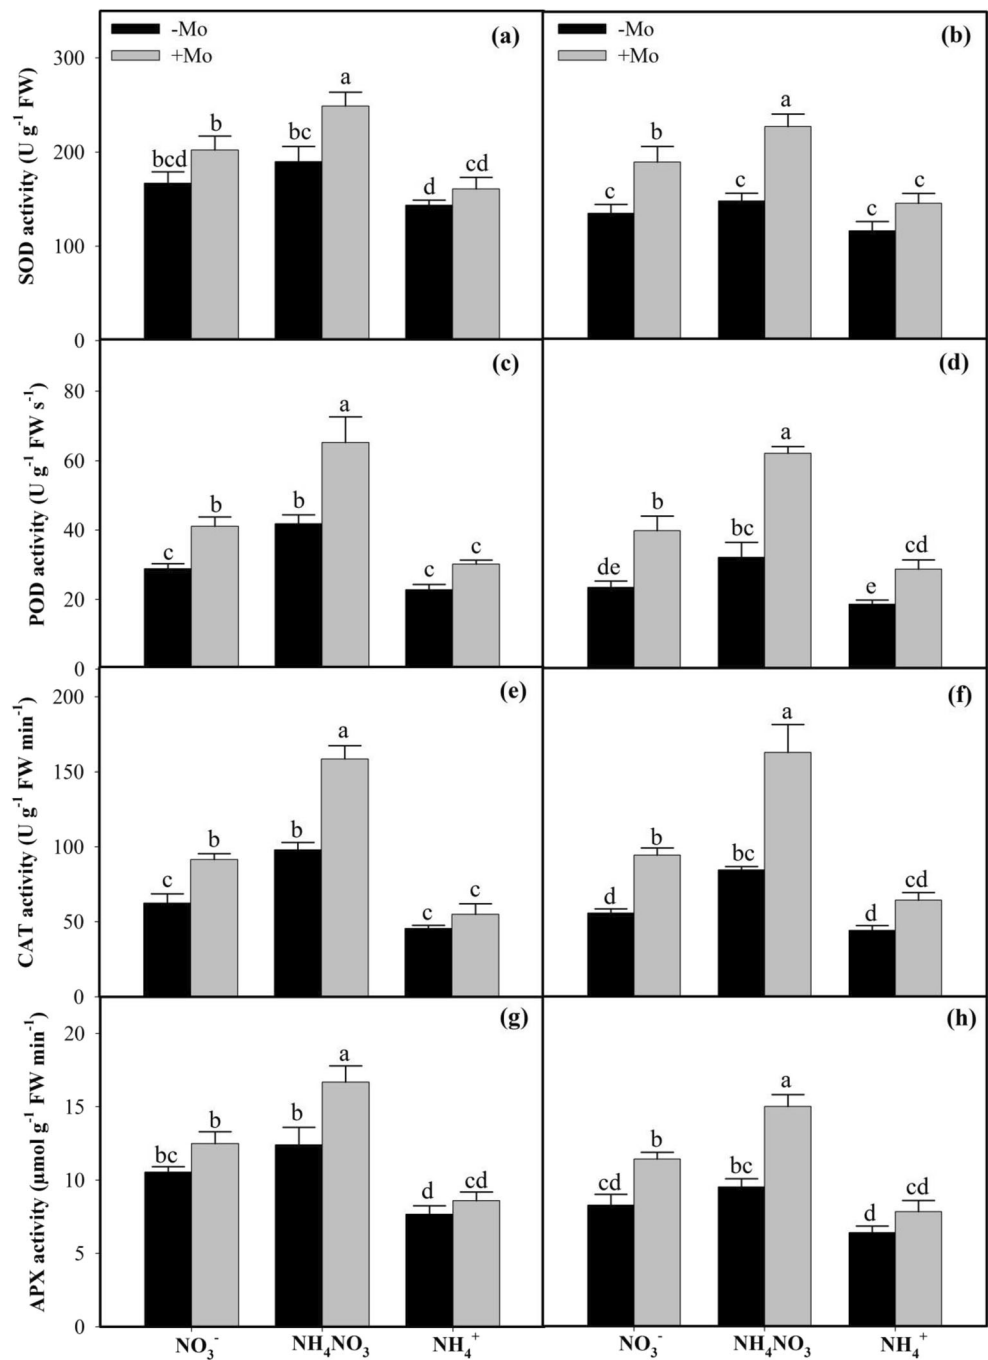 -Mo
+Mo
(a)
-Mo
+Mo
(b)
SOD activity (U g⁻¹ FW)
300
200
100
0
bcd
b
bc
a
d
cd
c
b
c
a
c
c
(c)
(d)
POD activity (U g⁻¹ FW s⁻¹)
80
60
40
20
0
c
b
b
a
c
c
de
b
bc
a
e
cd
(e)
(f)
CAT activity (U g⁻¹ FW min⁻¹)
200
150
100
50
0
c
b
b
a
c
c
d
b
bc
a
d
cd
(g)
(h)
APX activity (μmol g⁻¹ FW min⁻¹)
20
15
10
5
0
bc
b
b
a
d
cd
cd
b
bc
a
d
cd
NO₃⁻
NH₄NO₃
NH₄⁺
NO₃⁻
NH₄NO₃
NH₄⁺